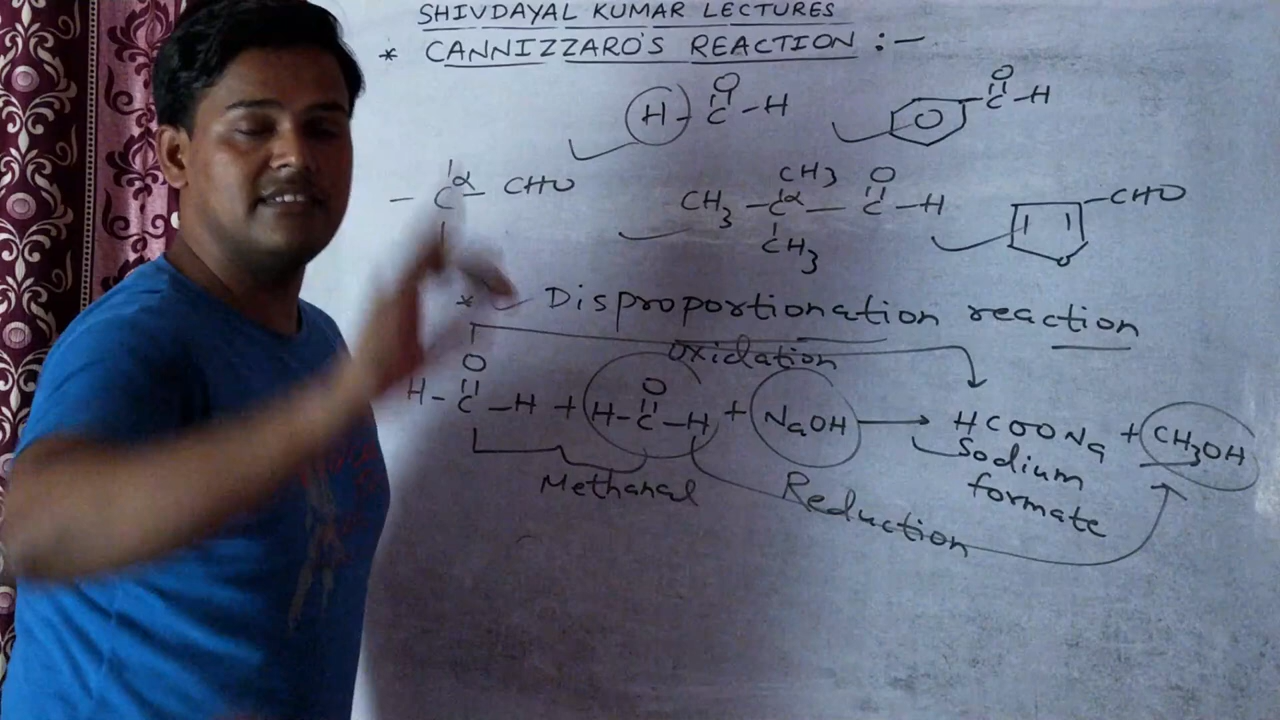 SHIVDAYAL KUMAR LECTURES
* CANNIZZARO'S REACTION :-
H - C - H
O
C - H
O
- C - CHO
α
CH3 - C - C - H
CH3
α
O
CH3
CHO
O
* Disproportionation reaction
Oxidation
H - C - H + H - C - H + NaOH → HCOONa + CH3OH
O
O
Sodium
formate
Methanal
Reduction